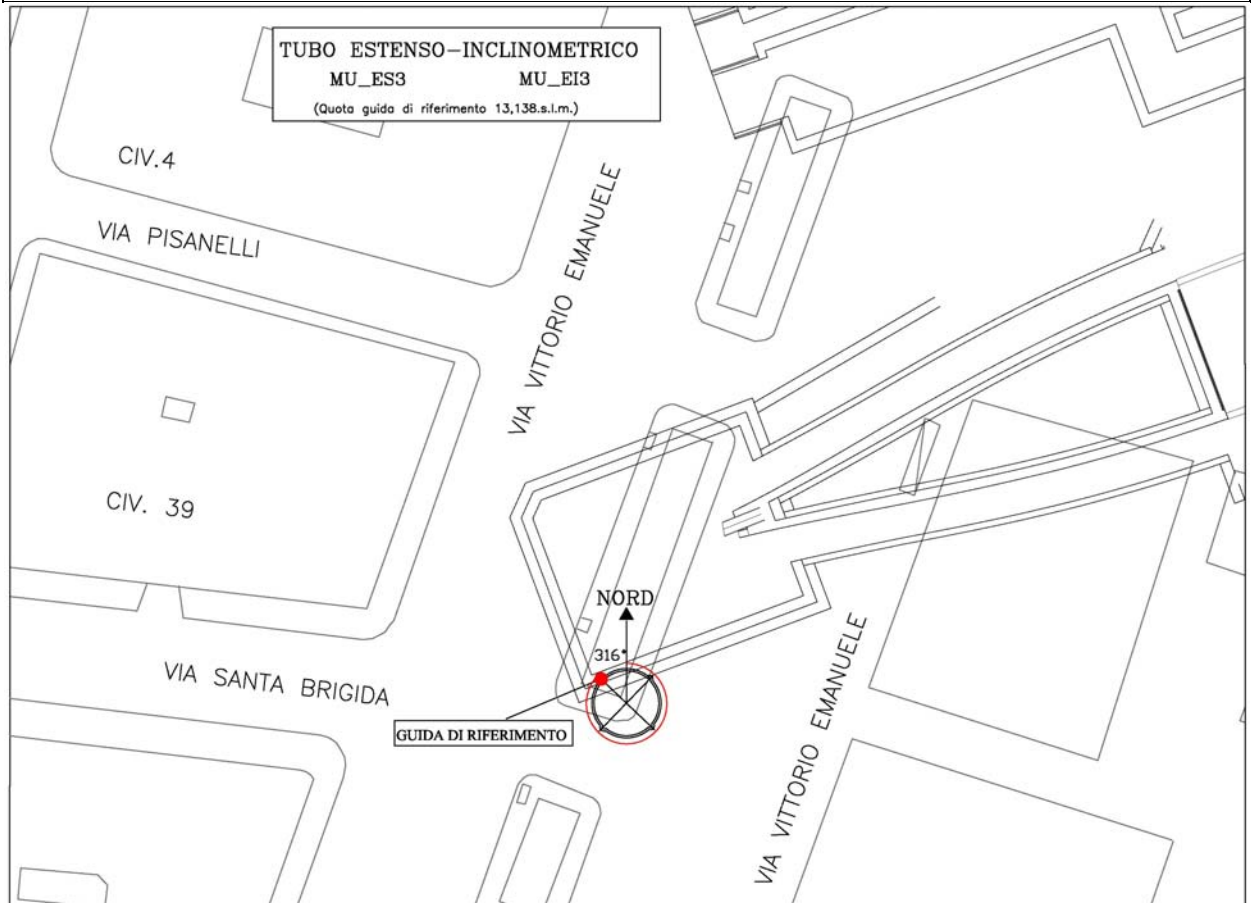 TUBO ESTENSO-INCLINOMETRICO
MU_ES3 MU_EI3
(Quota guida di riferimento 13,138.s.l.m.)
CIV.4
VIA PISANELLI
VIA VITTORIO EMANUELE
CIV. 39
NORD
316°
VIA SANTA BRIGIDA
GUIDA DI RIFERIMENTO
VIA VITTORIO EMANUELE